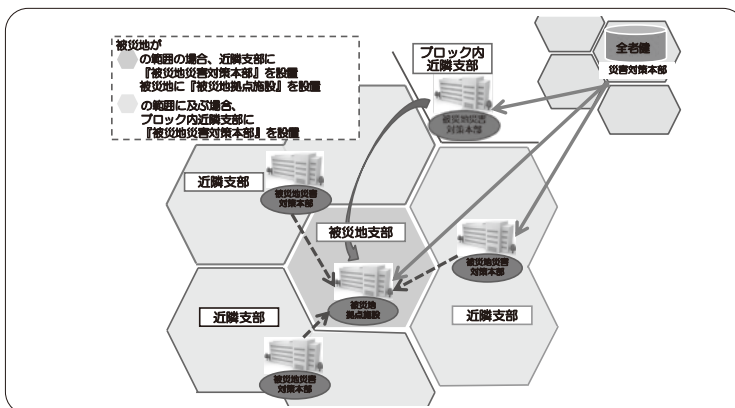 被災地が
の範囲の場合、近隣支部に
『被災地災害対策本部』を設置
被災地に『被災地拠点施設』を設置
の範囲に及ぶ場合、
ブロック内近隣支部に
『被災地災害対策本部』を設置
ブロック内
近隣支部
被災地災害
対策本部
全老健
災害対策本部
近隣支部
被災地災害
対策本部
被災地支部
被災地
拠点施設
被災地災害
対策本部
近隣支部
近隣支部
被災地災害
対策本部